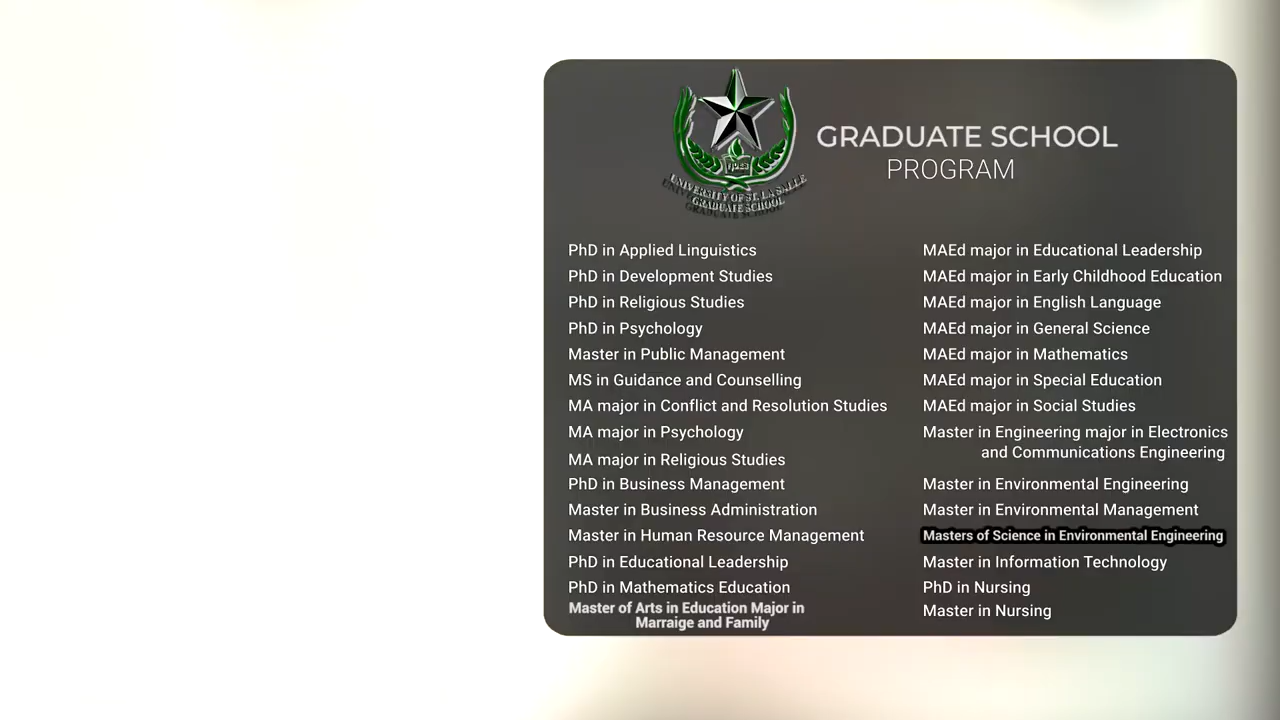 UNIVERSITY OF ST. LA SALLE
GRADUATE SCHOOL
GRADUATE SCHOOL
PROGRAM
PhD in Applied Linguistics
PhD in Development Studies
PhD in Religious Studies
PhD in Psychology
Master in Public Management
MS in Guidance and Counselling
MA major in Conflict and Resolution Studies
MA major in Psychology
MA major in Religious Studies
PhD in Business Management
Master in Business Administration
Master in Human Resource Management
PhD in Educational Leadership
PhD in Mathematics Education
Master of Arts in Education Major in
Marraige and Family
MAEd major in Educational Leadership
MAEd major in Early Childhood Education
MAEd major in English Language
MAEd major in General Science
MAEd major in Mathematics
MAEd major in Special Education
MAEd major in Social Studies
Master in Engineering major in Electronics
and Communications Engineering
Master in Environmental Engineering
Master in Environmental Management
Masters of Science in Environmental Engineering
Master in Information Technology
PhD in Nursing
Master in Nursing